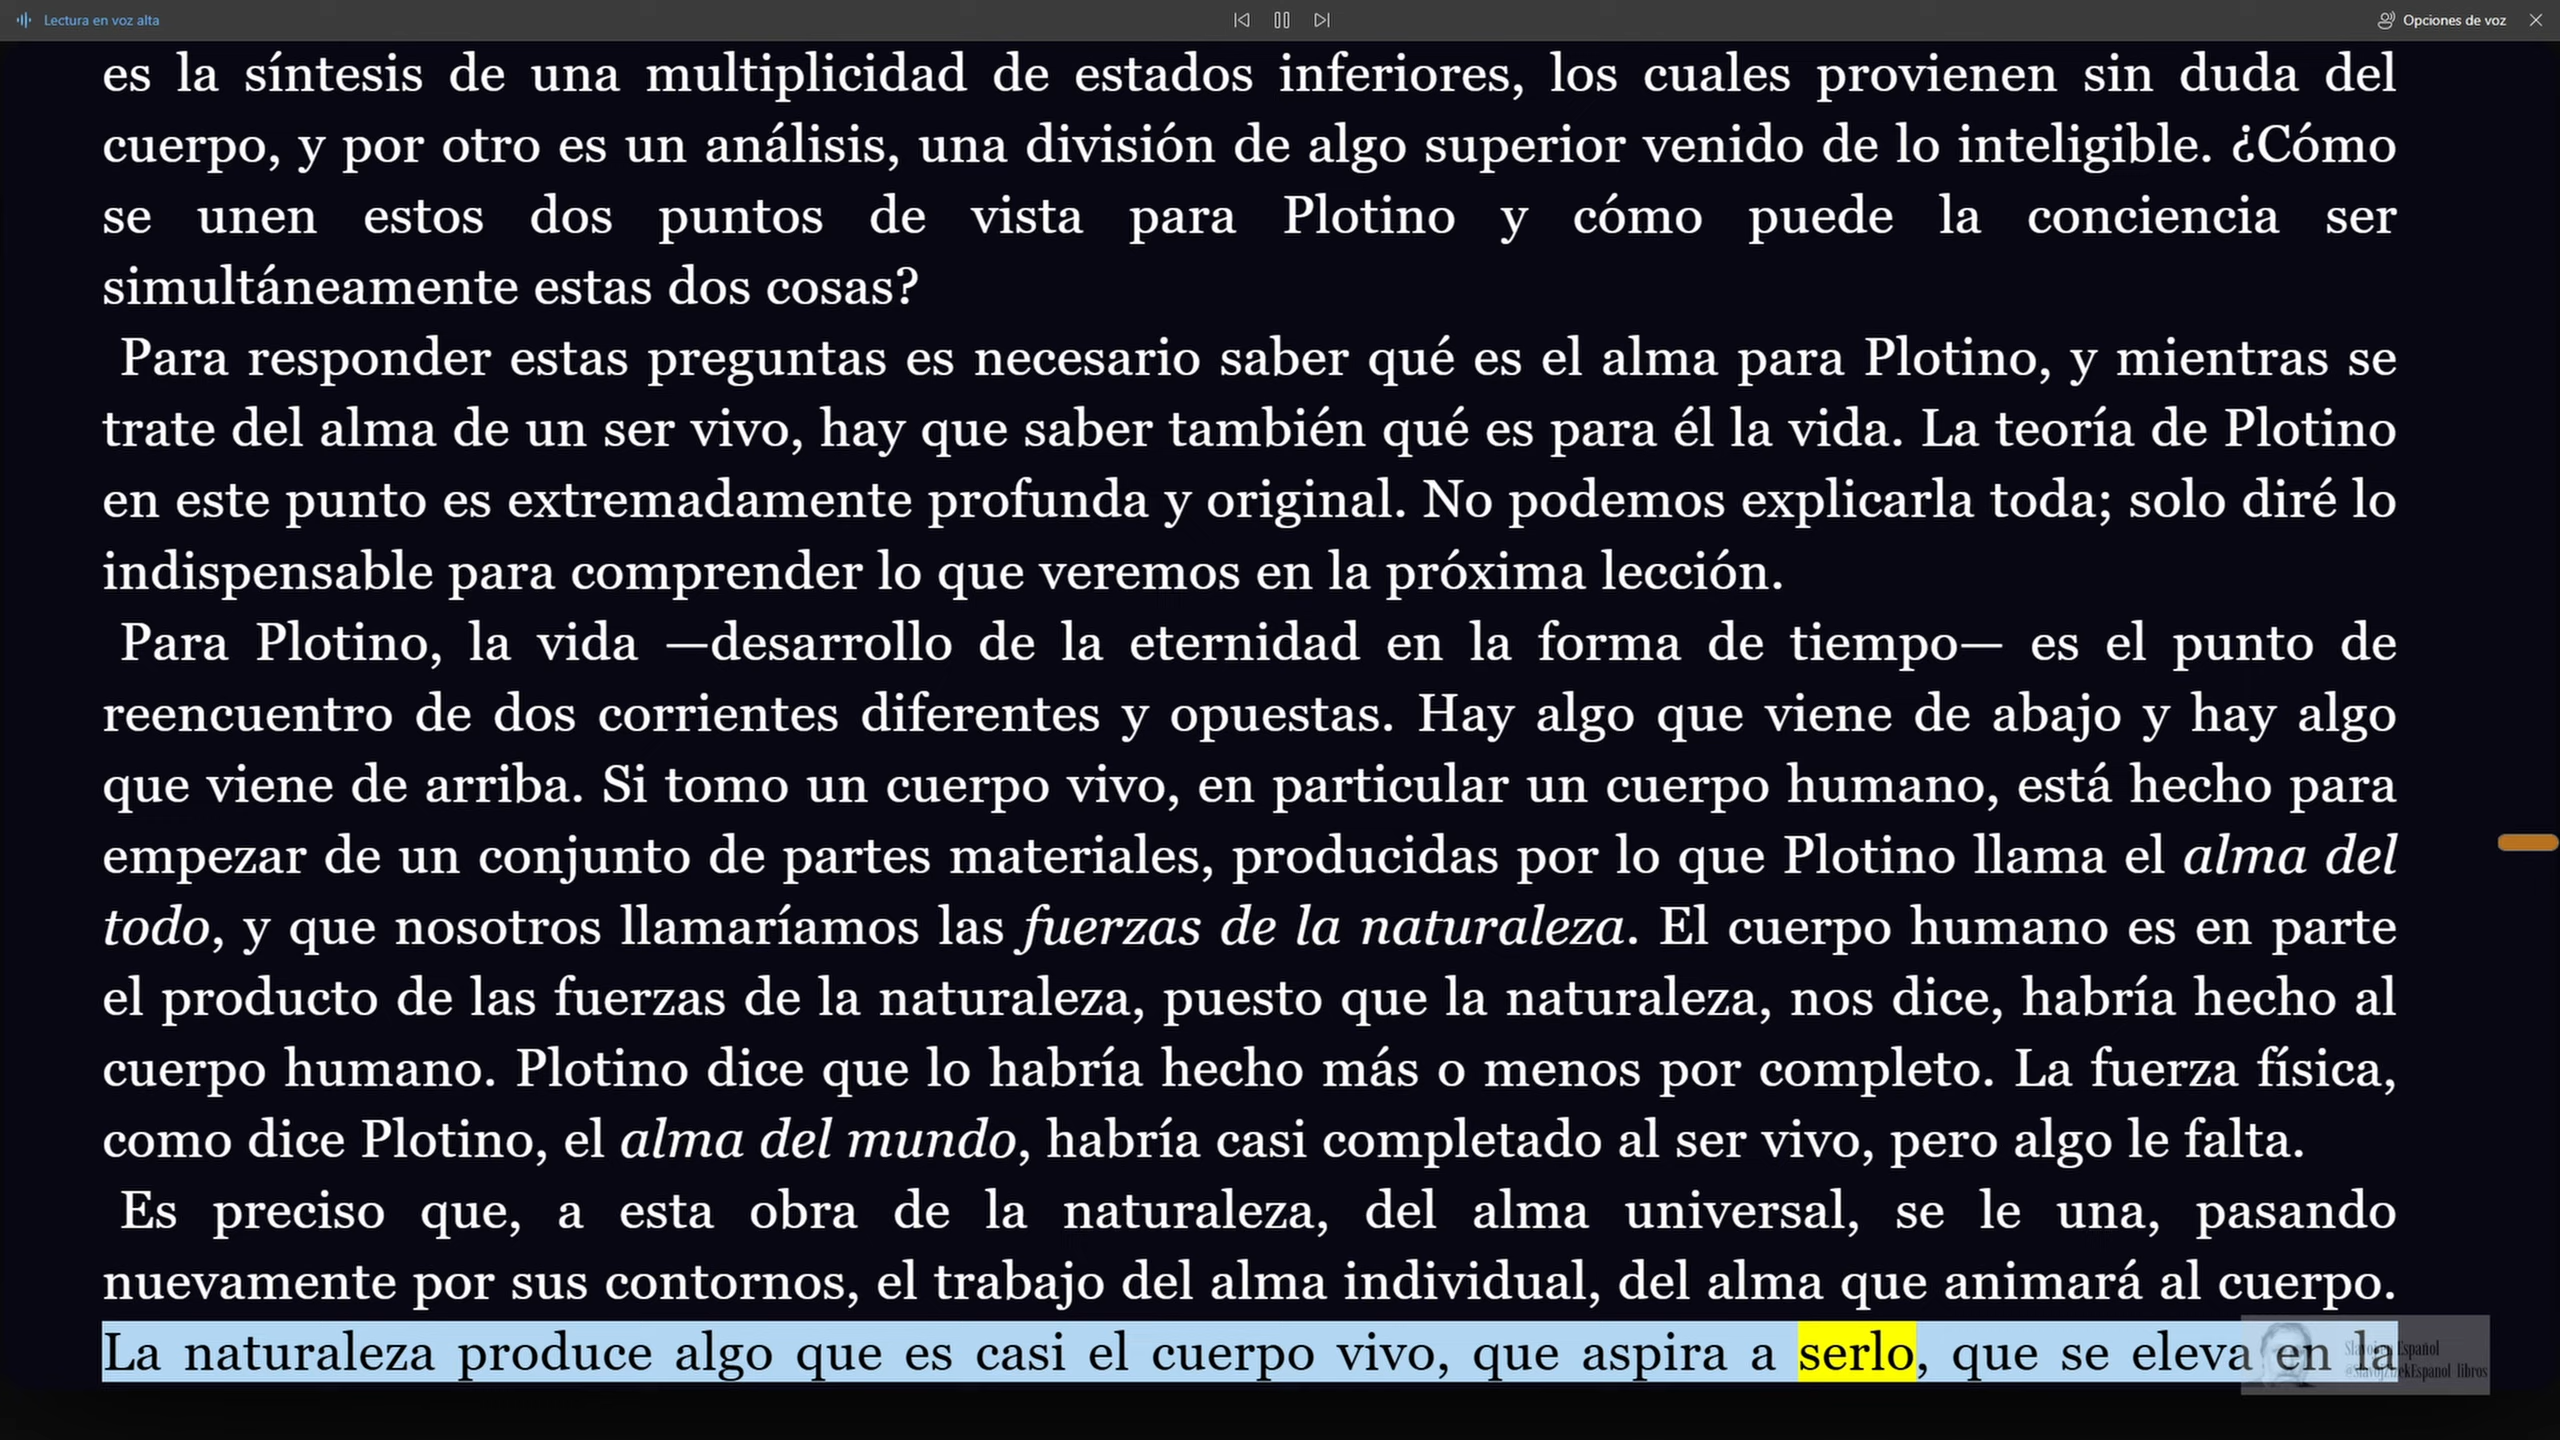 Lectura en voz alta
Opciones de voz
es la síntesis de una multiplicidad de estados inferiores, los cuales provienen sin duda del
cuerpo, y por otro es un análisis, una división de algo superior venido de lo inteligible. ¿Cómo
se unen estos dos puntos de vista para Plotino y cómo puede la conciencia ser
simultáneamente estas dos cosas?
Para responder estas preguntas es necesario saber qué es el alma para Plotino, y mientras se
trate del alma de un ser vivo, hay que saber también qué es para él la vida. La teoría de Plotino
en este punto es extremadamente profunda y original. No podemos explicarla toda; solo diré lo
indispensable para comprender lo que veremos en la próxima lección.
Para Plotino, la vida —desarrollo de la eternidad en la forma de tiempo— es el punto de
reencuentro de dos corrientes diferentes y opuestas. Hay algo que viene de abajo y hay algo
que viene de arriba. Si tomo un cuerpo vivo, en particular un cuerpo humano, está hecho para
empezar de un conjunto de partes materiales, producidas por lo que Plotino llama el alma del
todo, y que nosotros llamaríamos las fuerzas de la naturaleza. El cuerpo humano es en parte
el producto de las fuerzas de la naturaleza, puesto que la naturaleza, nos dice, habría hecho al
cuerpo humano. Plotino dice que lo habría hecho más o menos por completo. La fuerza física,
como dice Plotino, el alma del mundo, habría casi completado al ser vivo, pero algo le falta.
Es preciso que, a esta obra de la naturaleza, del alma universal, se le una, pasando
nuevamente por sus contornos, el trabajo del alma individual, del alma que animará al cuerpo.
La naturaleza produce algo que es casi el cuerpo vivo, que aspira a serlo, que se eleva en la
Español